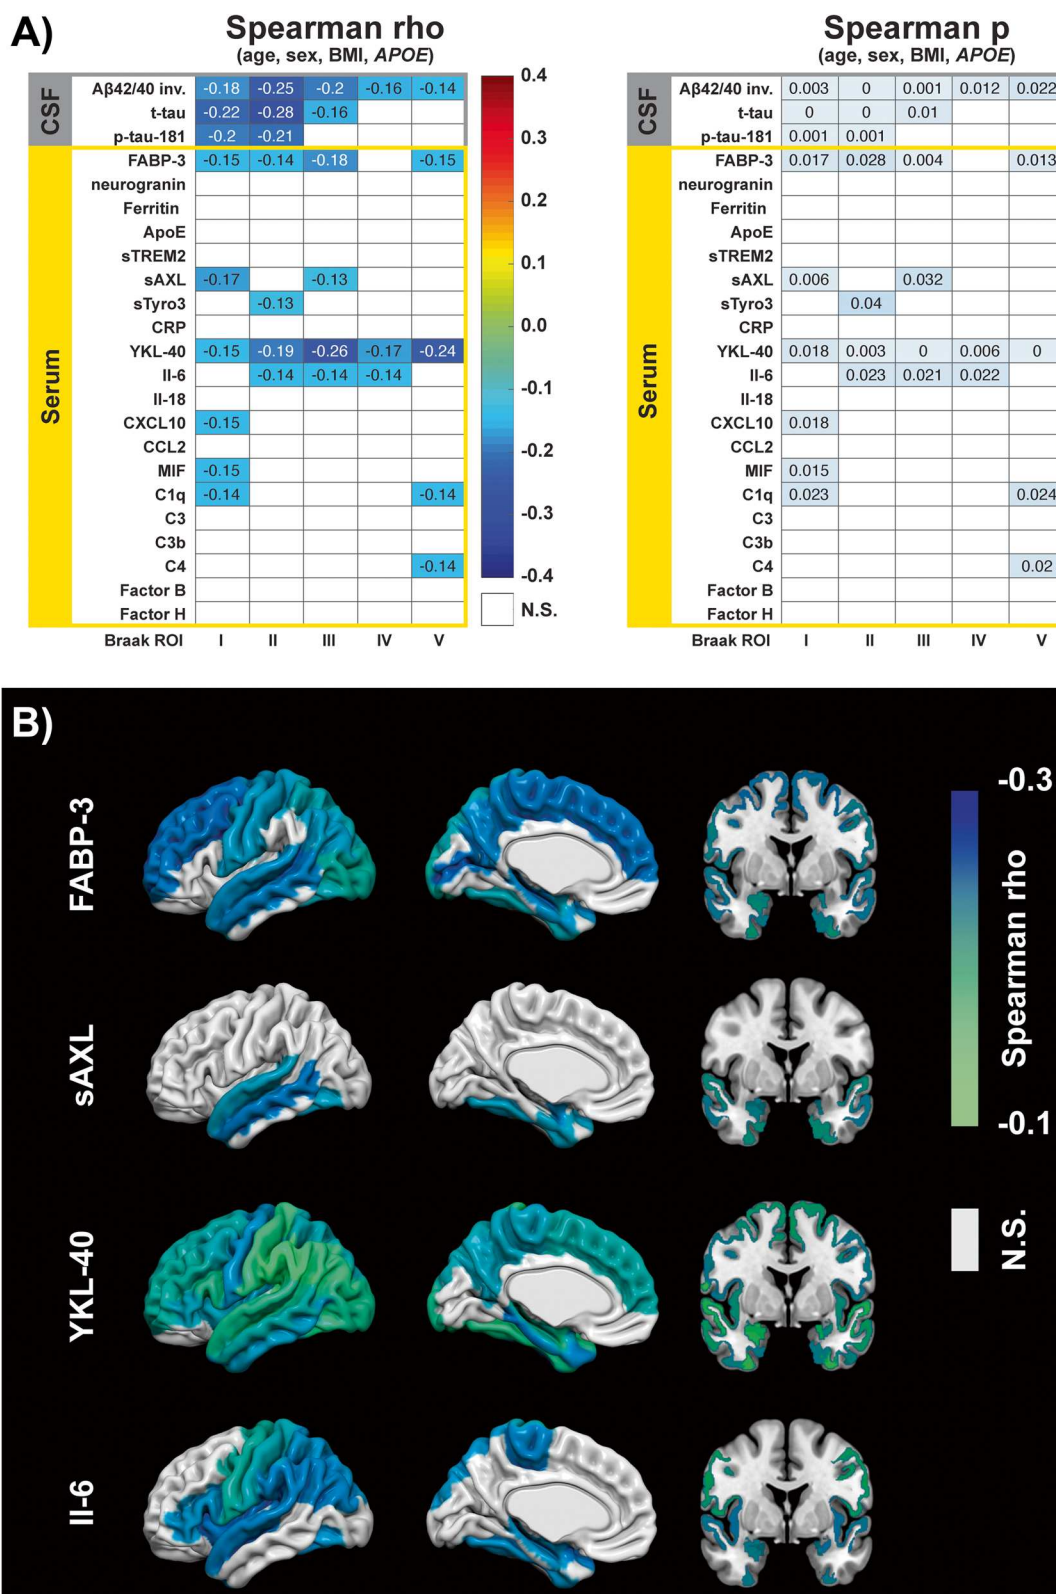 A)
Spearman rho
(age, sex, BMI, APOE)
CSF
Aβ42/40 inv. -0.18 -0.25 -0.2 -0.16 -0.14
t-tau -0.22 -0.28 -0.16
p-tau-181 -0.2 -0.21
Serum
FABP-3 -0.15 -0.14 -0.18 -0.15
neurogranin
Ferritin
ApoE
sTREM2
sAXL -0.17 -0.13
sTyro3 -0.13
CRP
YKL-40 -0.15 -0.19 -0.26 -0.17 -0.24
Il-6 -0.14 -0.14 -0.14
Il-18
CXCL10 -0.15
CCL2
MIF -0.15
C1q -0.14 -0.14
C3
C3b
C4 -0.14
Factor B
Factor H
Braak ROI I II III IV V
0.4
0.3
0.2
0.1
0.0
-0.1
-0.2
-0.3
-0.4
N.S.
Spearman p
(age, sex, BMI, APOE)
CSF
Aβ42/40 inv. 0.003 0 0.001 0.012 0.022
t-tau 0 0 0.01
p-tau-181 0.001 0.001
Serum
FABP-3 0.017 0.028 0.004 0.013
neurogranin
Ferritin
ApoE
sTREM2
sAXL 0.006 0.032
sTyro3 0.04
CRP
YKL-40 0.018 0.003 0 0.006 0
Il-6 0.023 0.021 0.022
Il-18
CXCL10 0.018
CCL2
MIF 0.015
C1q 0.023 0.024
C3
C3b
C4 0.02
Factor B
Factor H
Braak ROI I II III IV V
B)
FABP-3
sAXL
YKL-40
Il-6
-0.3
Spearman rho
-0.1
N.S.